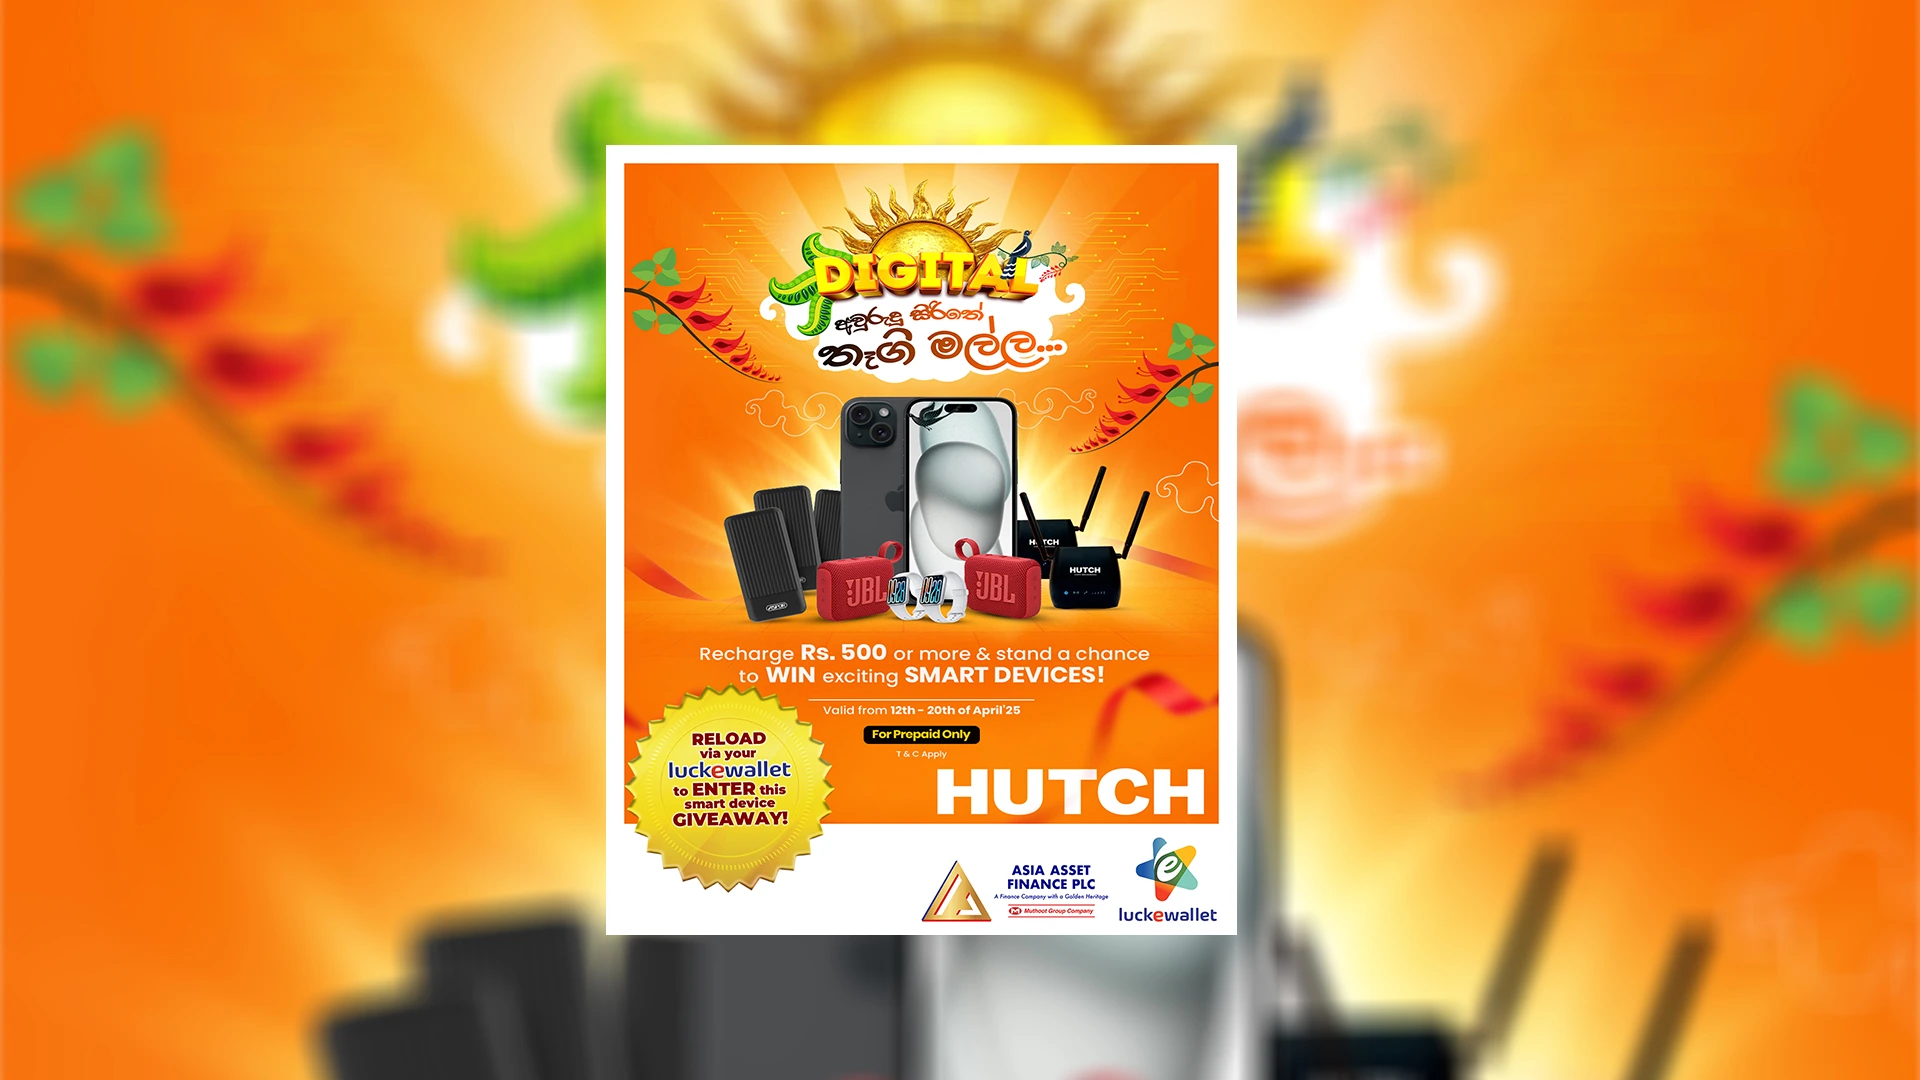 DIGITAL
අවුරුදු සිරිතේ
තෑගි මල්ල...
HUTCH
HUTCH
JBL
JBL
Recharge Rs. 500 or more & stand a chance
to WIN exciting SMART DEVICES!
Valid from 12th - 20th of April'25
For Prepaid Only
T & C Apply
RELOAD
via your
luckewallet
to ENTER this
smart device
GIVEAWAY!
HUTCH
ASIA ASSET
FINANCE PLC
A Finance Company with a Golden Heritage
Muthoot Group Company
e
luckewallet